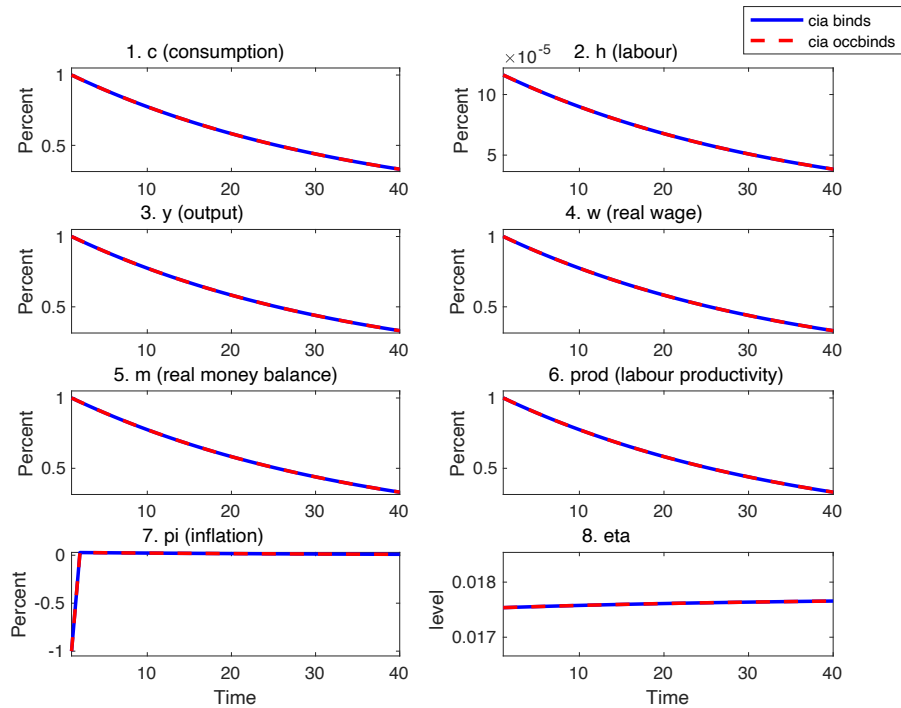 cia binds
cia occbinds
1. c (consumption)
Percent
1
0.5
10 20 30 40
2. h (labour)
×10-5
Percent
10
5
10 20 30 40
3. y (output)
Percent
1
0.5
10 20 30 40
4. w (real wage)
Percent
1
0.5
10 20 30 40
5. m (real money balance)
Percent
1
0.5
10 20 30 40
6. prod (labour productivity)
Percent
1
0.5
10 20 30 40
7. pi (inflation)
Percent
0
-0.5
-1
10 20 30 40
Time
8. eta
level
0.018
0.017
10 20 30 40
Time